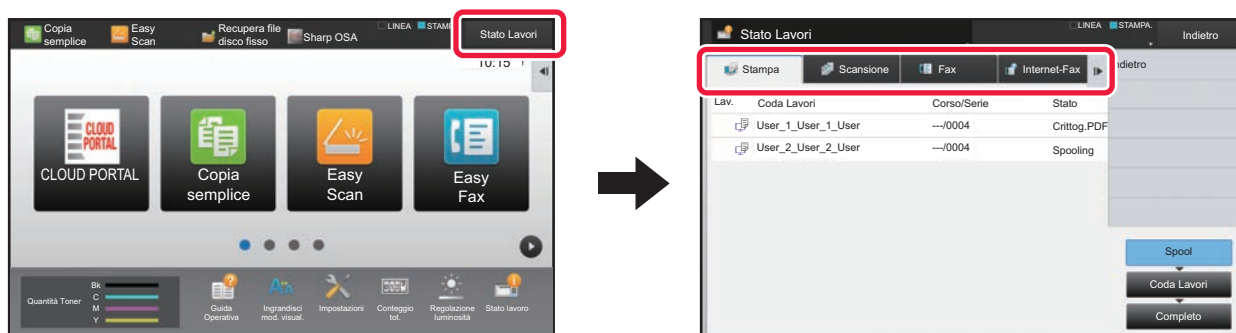 Copia semplice
Easy Scan
Recupera file disco fisso
Sharp OSA
LINEA
STAM
Stato Lavori
10:15
CLOUD PORTAL
CLOUD PORTAL
Copia semplice
Easy Scan
Easy Fax
Quantità Toner
Bk
C
M
Y
Guida Operativa
Ingrandisci mod. visual.
Impostazioni
Conteggio tot.
Regolazione luminosità
Stato lavoro
Stato Lavori
LINEA
STAMPA.
Indietro
Stampa
Scansione
Fax
Internet-Fax
ndietro
Lav.
Coda Lavori
Corso/Serie
Stato
User_1_User_1_User
---/0004
Crittog.PDF
User_2_User_2_User
---/0004
Spooling
Spool
Coda Lavori
Completo